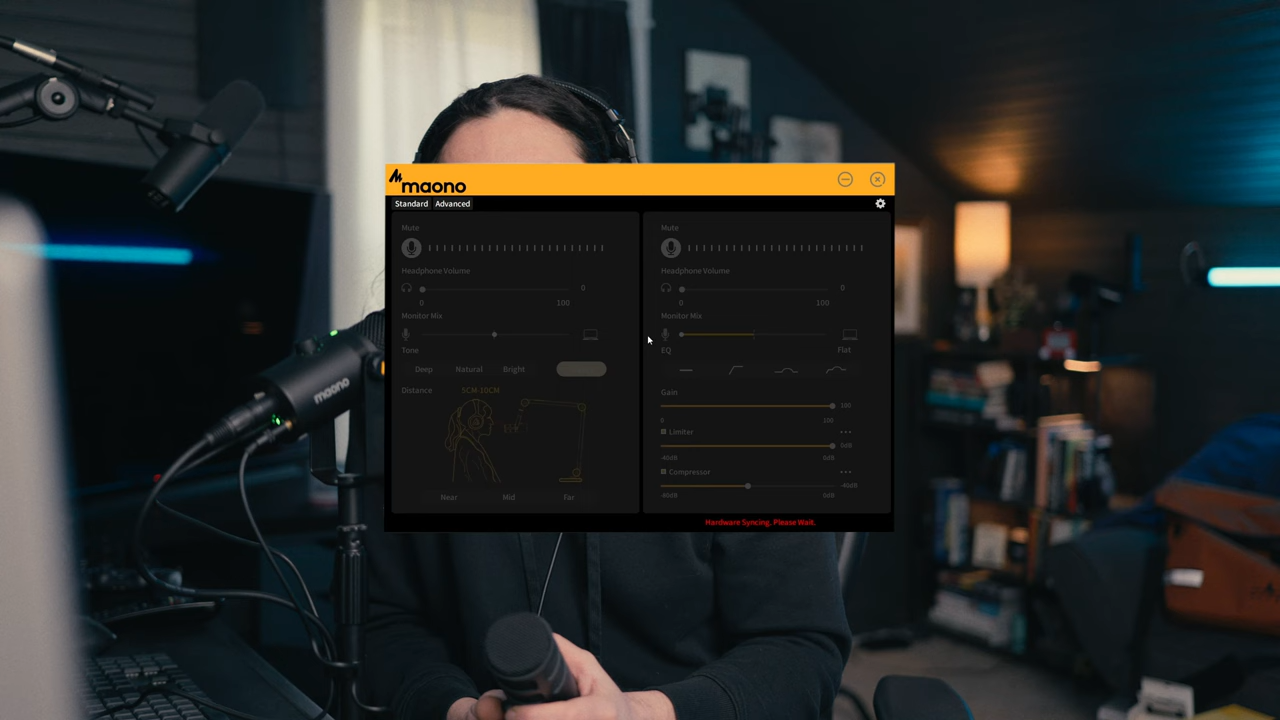 maono
Standard Advanced
Mute
Headphone Volume
0
0 100
Monitor Mix
Tone
Deep Natural Bright
Distance 5CM-10CM
Near Mid Far
Mute
Headphone Volume
0
0 100
Monitor Mix
EQ Flat
Gain
100
0 100
Limiter
0dB
-40dB 0dB
Compressor
-40dB
-60dB 0dB
Hardware Syncing. Please Wait.
maono